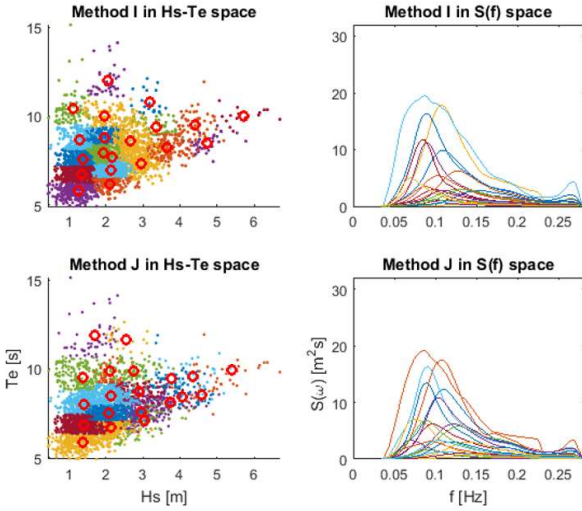 Method I in Hs-Te space
15
10
5
1 2 3 4 5 6
Method I in S(f) space
30
20
10
0
0 0.05 0.1 0.15 0.2 0.25
Method J in Hs-Te space
Te [s]
15
10
5
1 2 3 4 5 6
Hs [m]
Method J in S(f) space
S(ω) [m²s]
30
20
10
0
0 0.05 0.1 0.15 0.2 0.25
f [Hz]